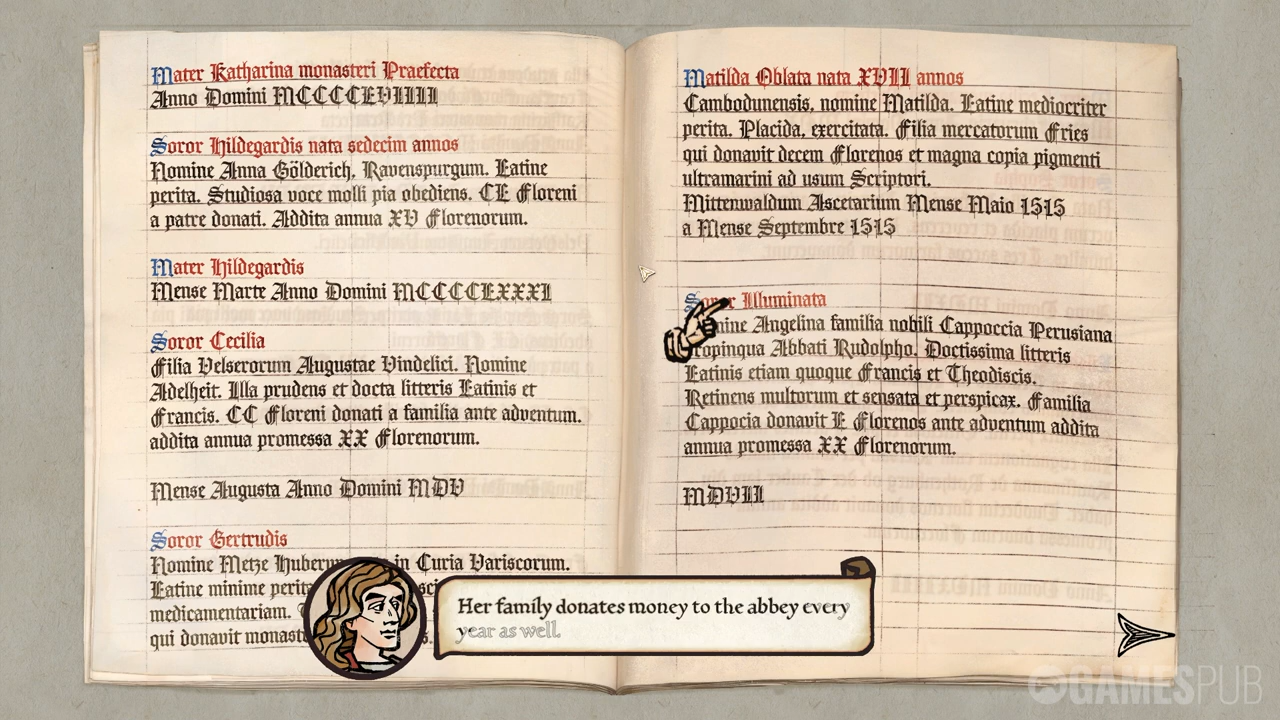 Mater Katharina monasteri Praefecta
Anno Domini MCCCCLVIIII
Soror Hildegardis nata sedecim annos
Nomine Anna Gölderich, Ravenspurgum. Latine
perita. Studiosa voce molli pia obediens. CL Floreni
a patre donati. Addita annua XV Florenorum.
Mater Hildegardis
Mense Marte Anno Domini MCCCCLXXXI
Soror Cecilia
Filia Velserorum Augustae Vindelici. Nomine
Adelheit. Illa prudens et docta litteris Latinis et
Francis. CC Floreni donati a familia ante adventum.
addita annua promessa XX Florenorum.
Mense Augusta Anno Domini MDV
Soror Gertrudis
Nomine Metze in Curia Variscorum.
Latine minime
medicamentariam.
qui donavit
Matilda Oblata nata XVII annos
Cambodunensis, nomine Matilda. Latine mediocriter
perita. Placida, exercitata. Filia mercatorum Fries
qui donavit decem Florenos et magna copia pigmenti
ultramarini ad usum Scriptori.
Mittenwaldum Ascetarium Mense Maio 1515
a Mense Septembre 1515
Soror Illuminata
Angelina familia nobili Cappoccia Perusiana
Abbati Rudolpho. Doctissima litteris
Latinis etiam quoque Francis et Theodiscis.
Retinens multorum et sensata et perspicax. Familia
Cappocia donavit L Florenos ante adventum addita
annua promessa XX Florenorum.
MDVII
Her family donates money to the abbey every
year as well.
GAMESPUB